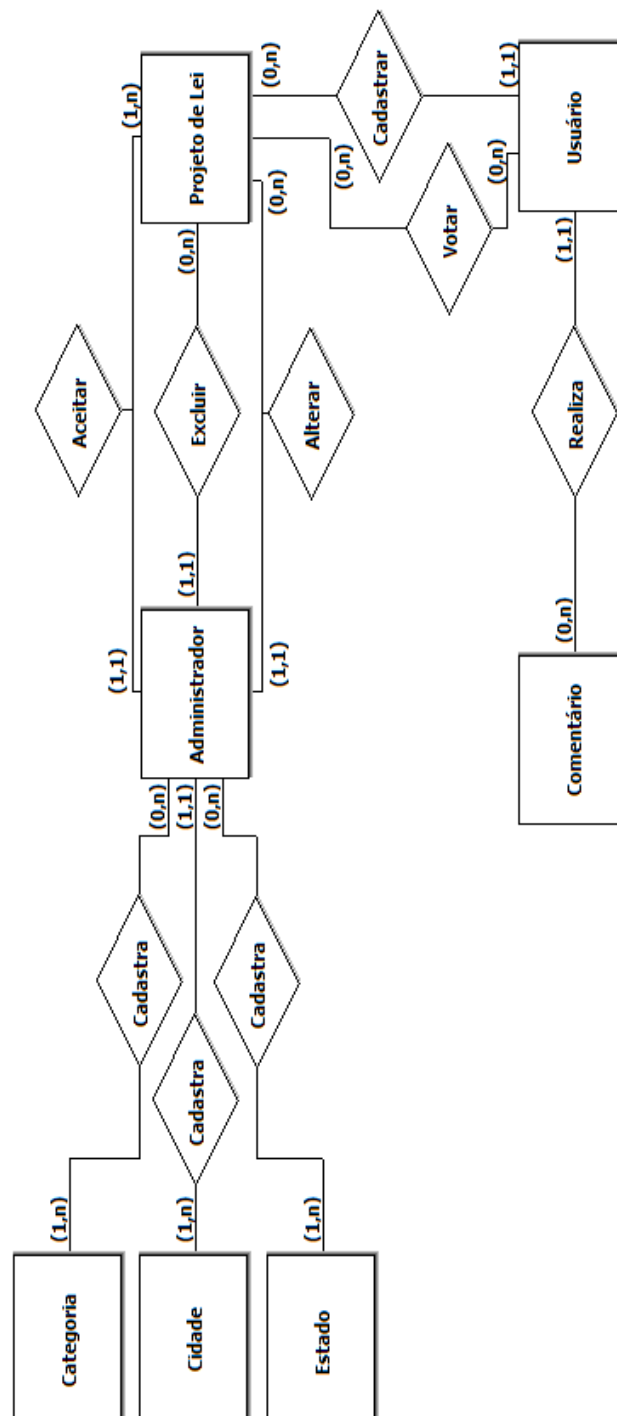 Categoria
(1,n)
Aceitar
(1,1)
(1,n)
Cadastra
(0,n)
(1,n)
(1,1)
(1,1)
(0,n)
Cidade
Cadastra
Administrador
Excluir
Projeto de Lei
(0,n)
Cadastra
(1,1)
(0,n)
(0,n)
(1,n)
Estado
Alterar
(0,n)
Cadastrar
Votar
(0,n)
(1,1)
(0,n)
(1,1)
Comentário
Realiza
Usuário